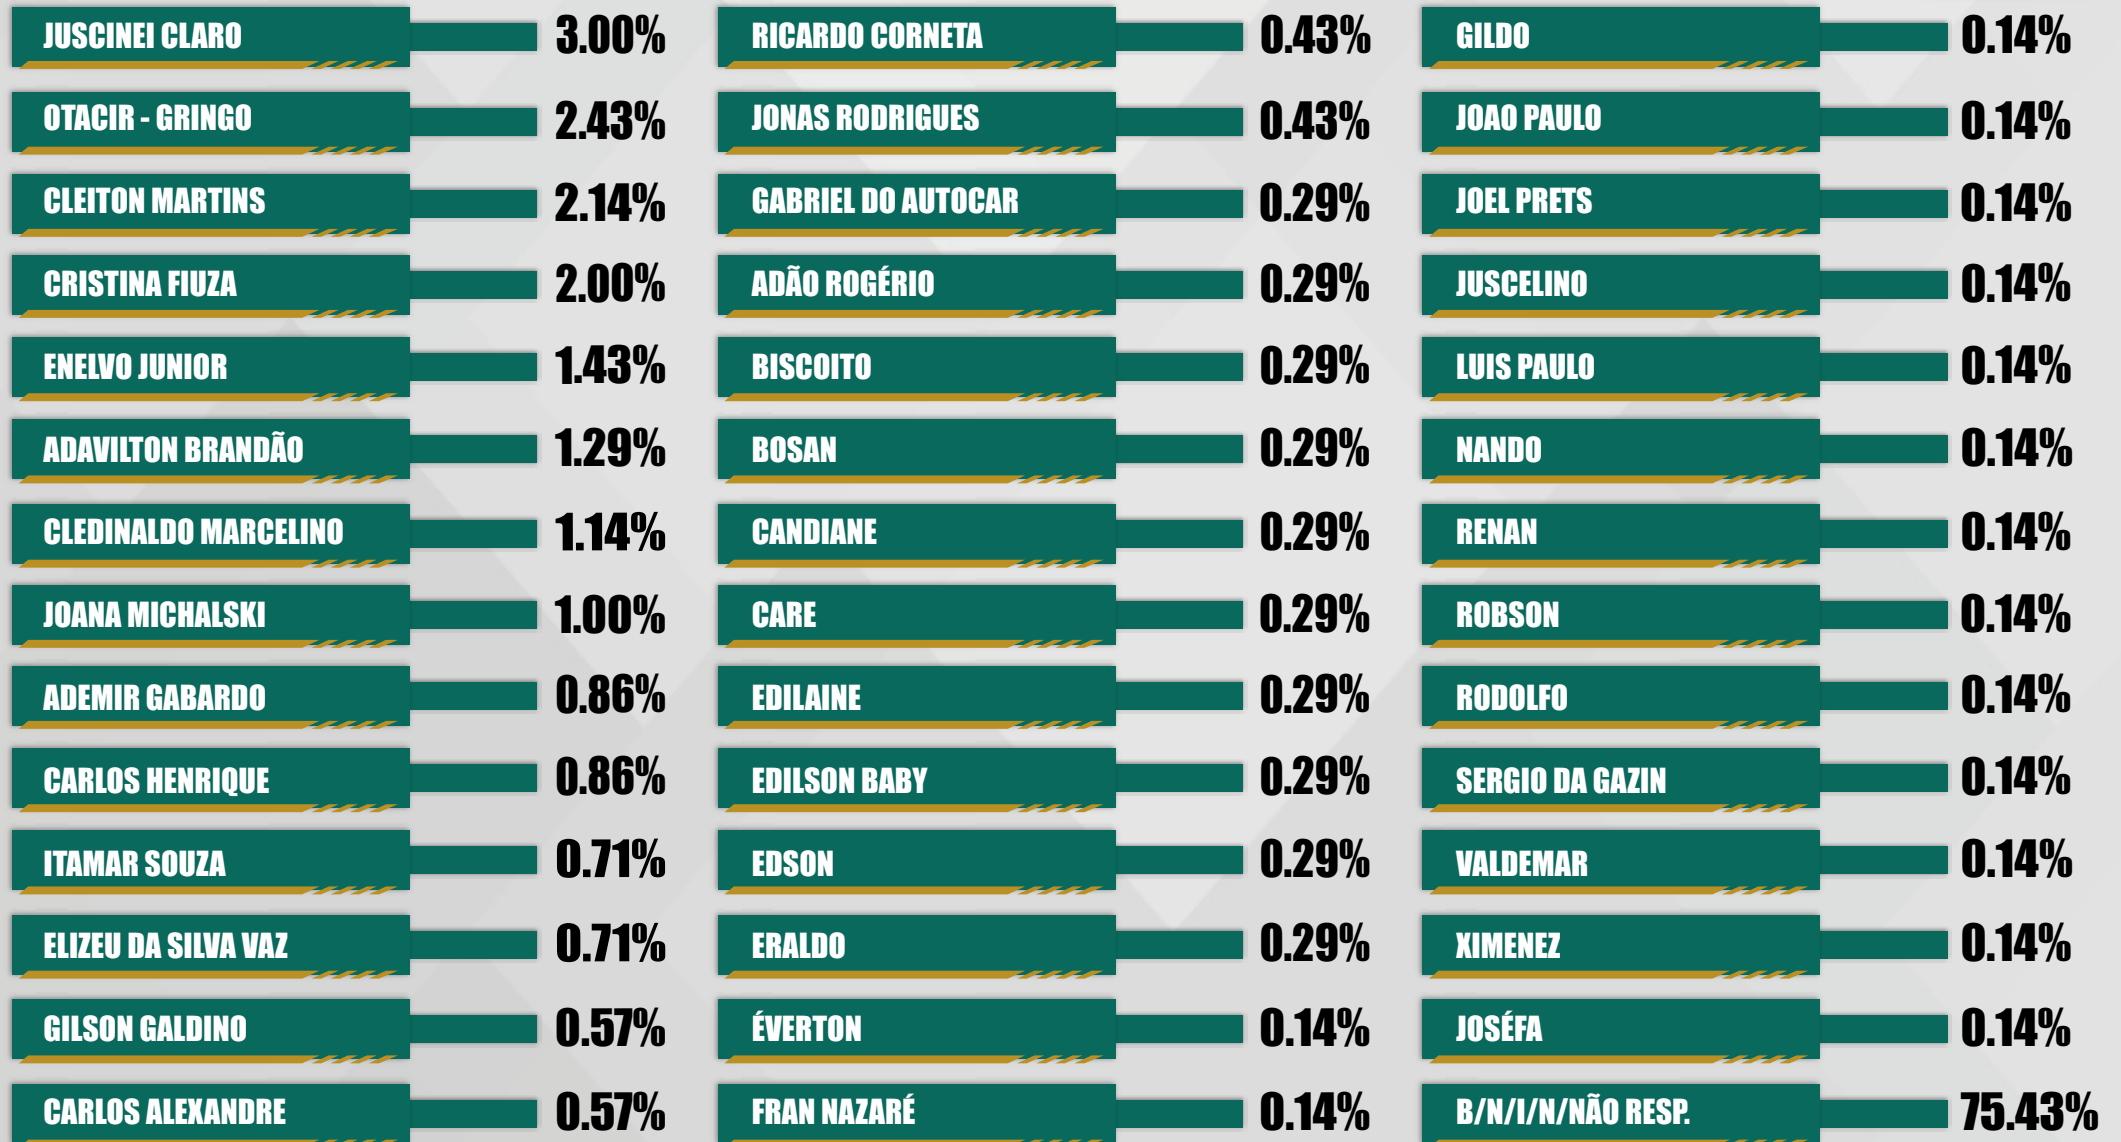 JUSCINEI CLARO 3.00%
OTACIR - GRINGO 2.43%
CLEITON MARTINS 2.14%
CRISTINA FIUZA 2.00%
ENELVO JUNIOR 1.43%
ADAVILTON BRANDÃO 1.29%
CLEDINALDO MARCELINO 1.14%
JOANA MICHALSKI 1.00%
ADEMIR GABARDO 0.86%
CARLOS HENRIQUE 0.86%
ITAMAR SOUZA 0.71%
ELIZEU DA SILVA VAZ 0.71%
GILSON GALDINO 0.57%
CARLOS ALEXANDRE 0.57%
RICARDO CORNETA 0.43%
JONAS RODRIGUES 0.43%
GABRIEL DO AUTOCAR 0.29%
ADÃO ROGÉRIO 0.29%
BISCOITO 0.29%
BOSAN 0.29%
CANDIANE 0.29%
CARE 0.29%
EDILAINE 0.29%
EDILSON BABY 0.29%
EDSON 0.29%
ERALDO 0.29%
ÉVERTON 0.14%
FRAN NAZARÉ 0.14%
GILDO 0.14%
JOAO PAULO 0.14%
JOEL PRETS 0.14%
JUSCELINO 0.14%
LUIS PAULO 0.14%
NANDO 0.14%
RENAN 0.14%
ROBSON 0.14%
RODOLFO 0.14%
SERGIO DA GAZIN 0.14%
VALDEMAR 0.14%
XIMENEZ 0.14%
JOSÉFA 0.14%
B/N/I/N/NÃO RESP. 75.43%